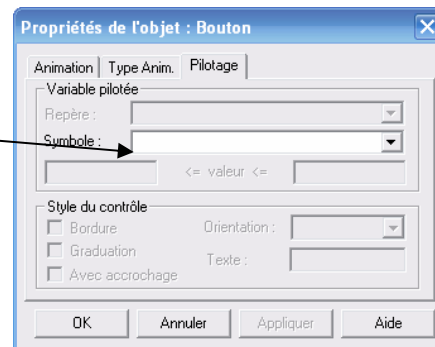 Propriétés de l'objet : Bouton
Animation Type Anim. Pilotage
Variable pilotée
Repère :
Symbole :
<= valeur <=
Style du contrôle
Bordure Orientation :
Graduation Texte :
Avec accrochage
OK Annuler Appliquer Aide